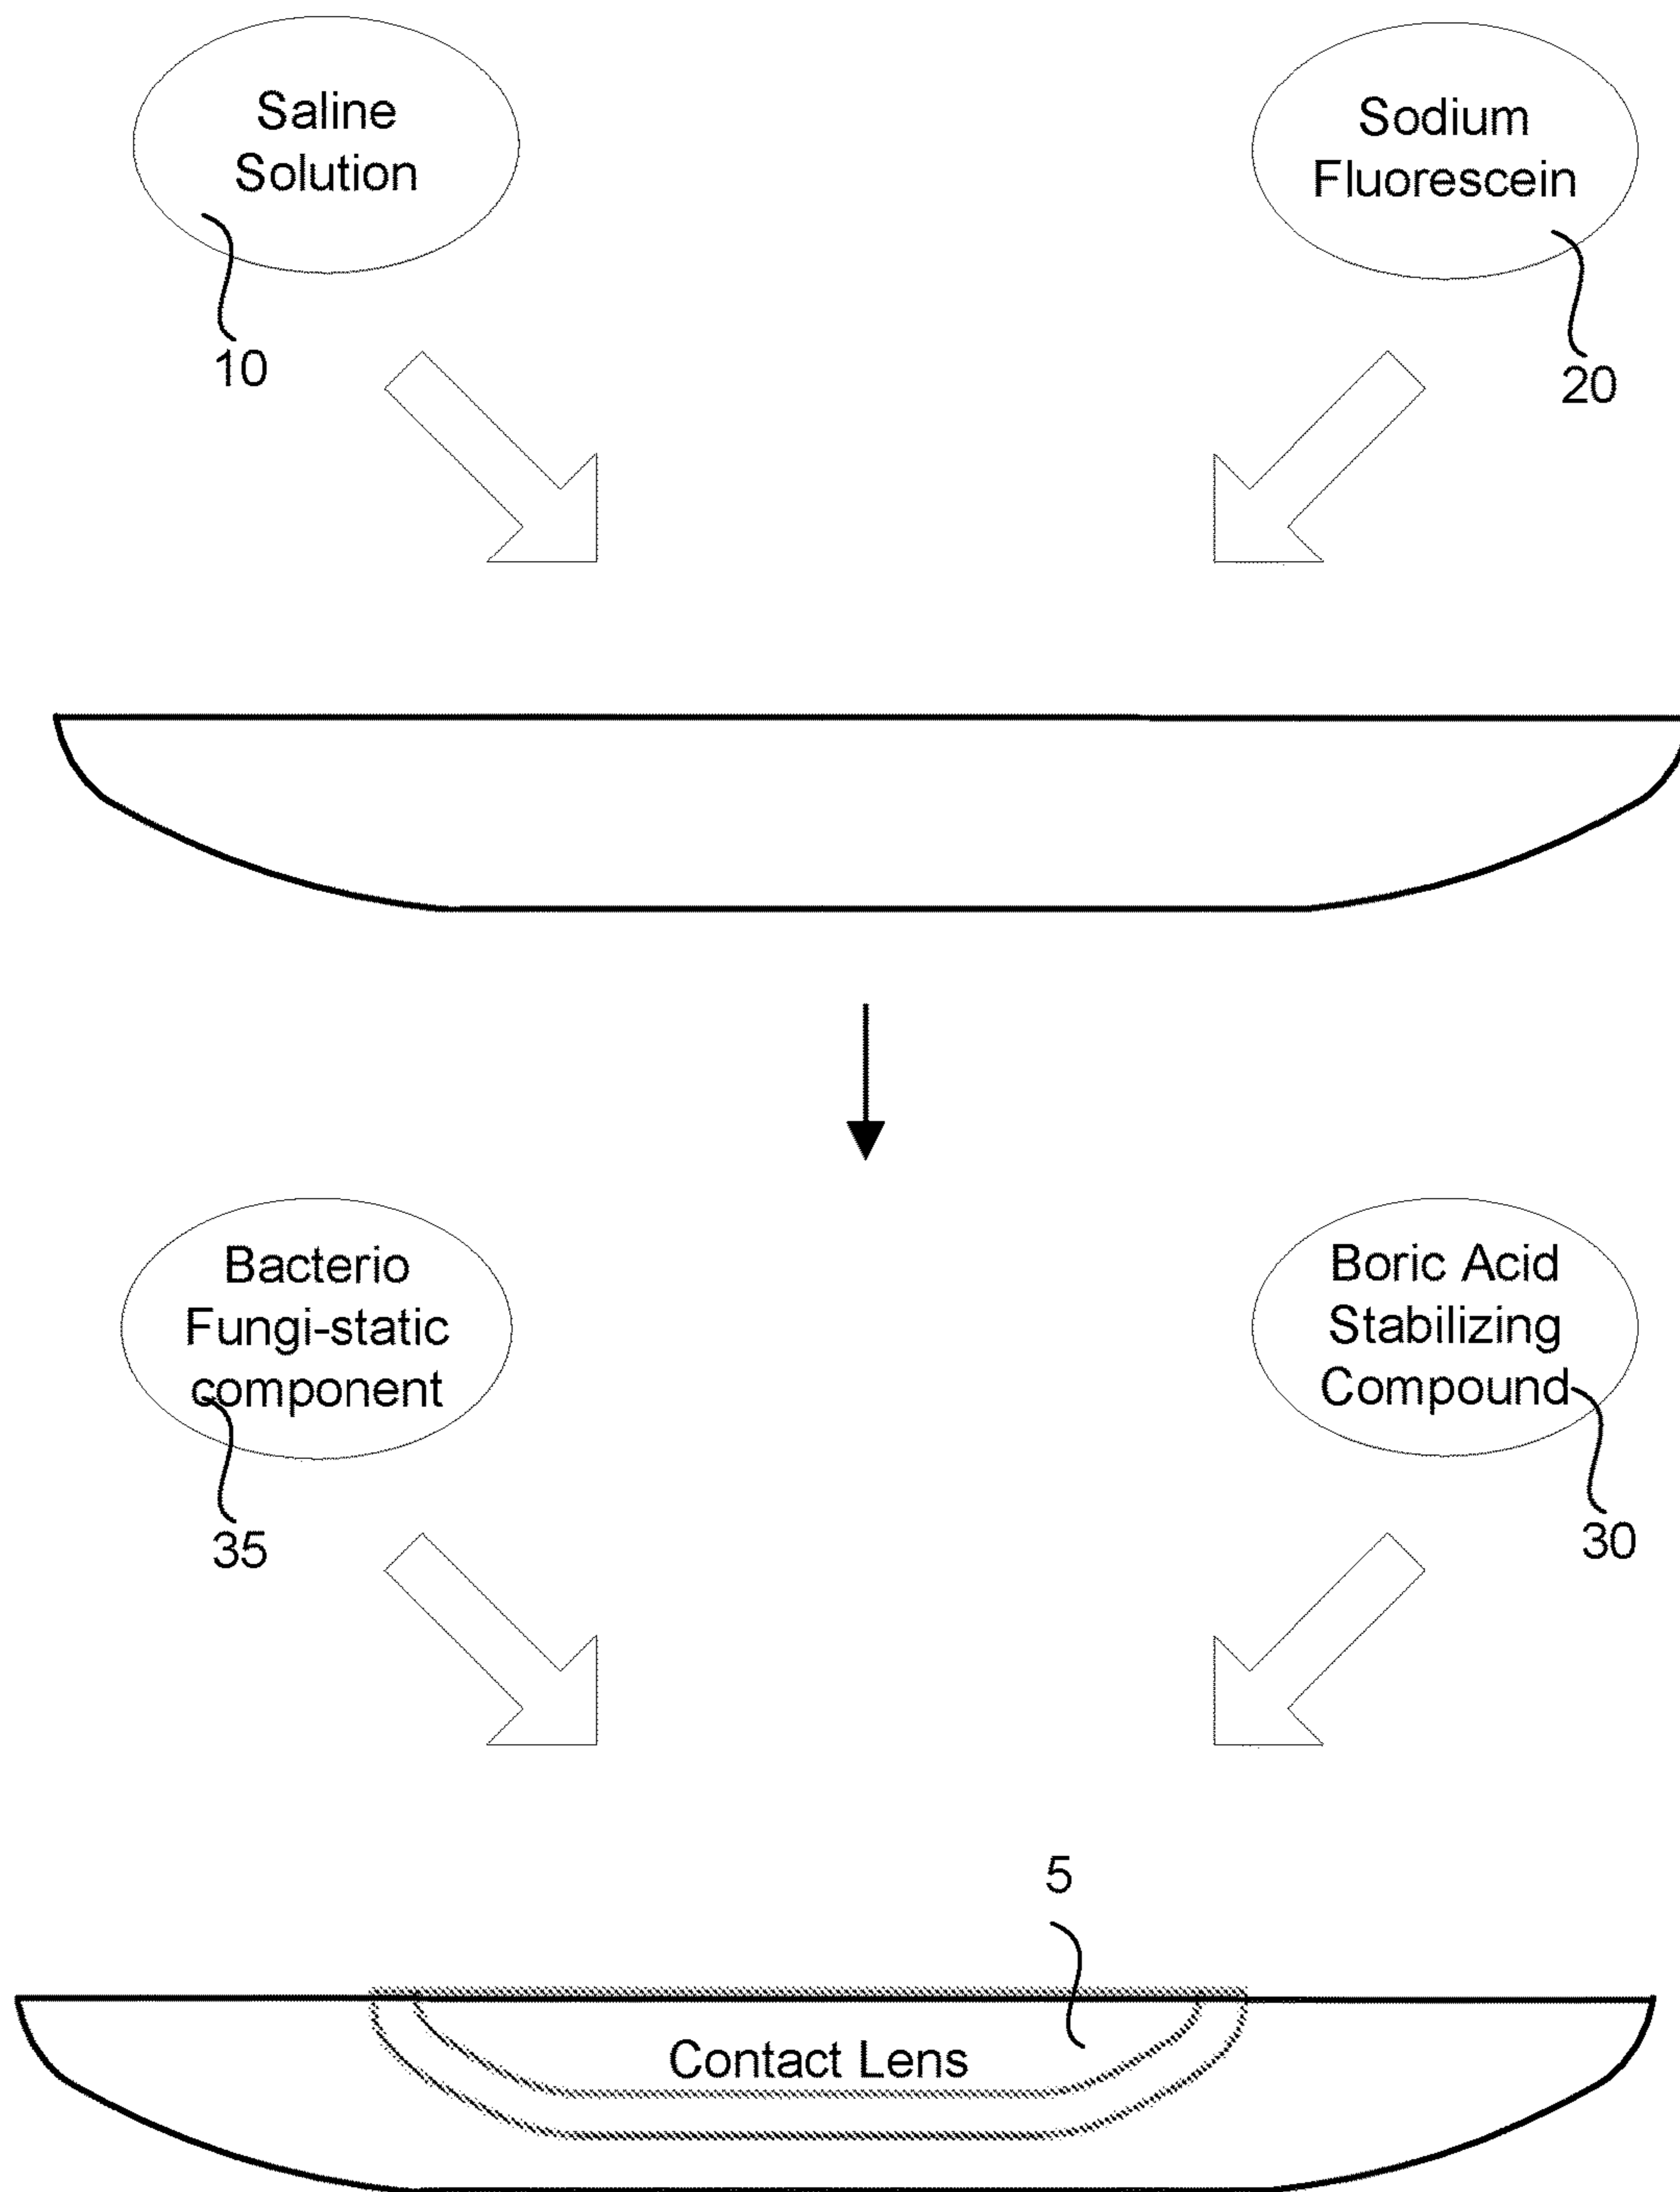 Saline
Solution
10
Sodium
Fluorescein
20
Bacterio
Fungi-static
component
35
Boric Acid
Stabilizing
Compound
30
5
Contact Lens